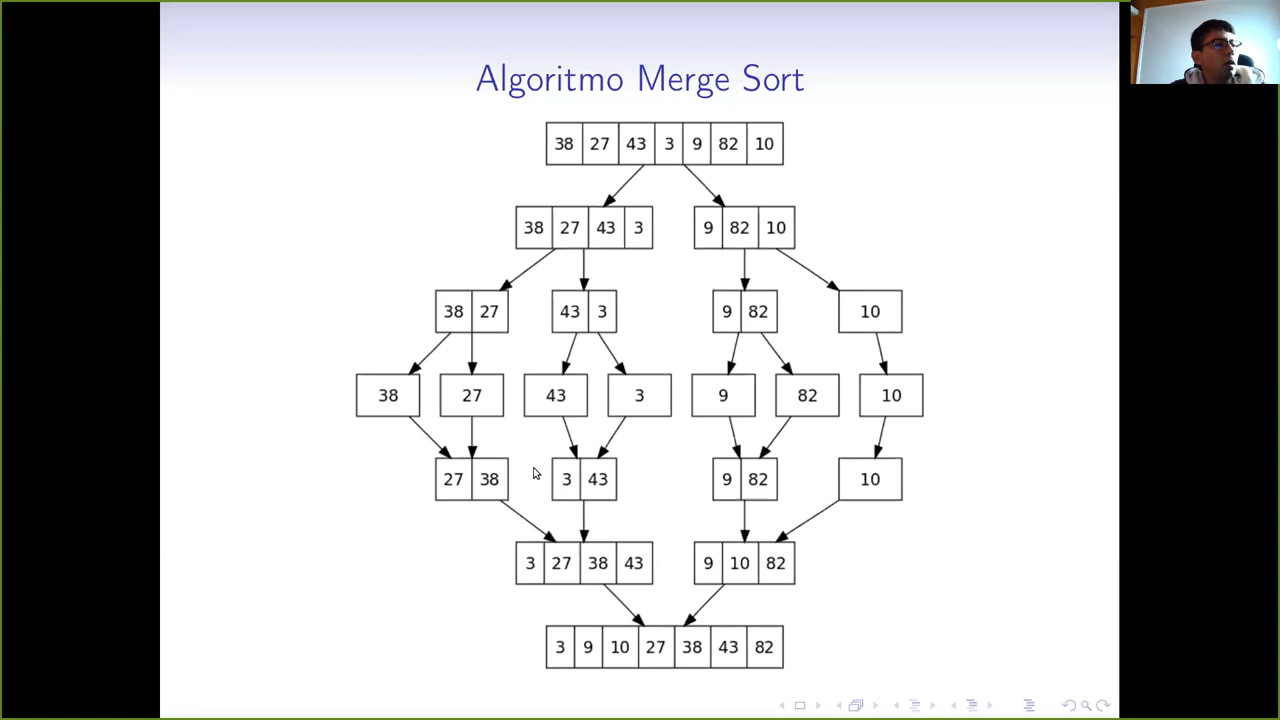 Algoritmo Merge Sort
38 27 43 3 9 82 10
38 27 43 3 9 82 10
38 27 43 3 9 82 10
38 27 43 3 9 82 10
27 38 3 43 9 82 10
3 27 38 43 9 10 82
3 9 10 27 38 43 82